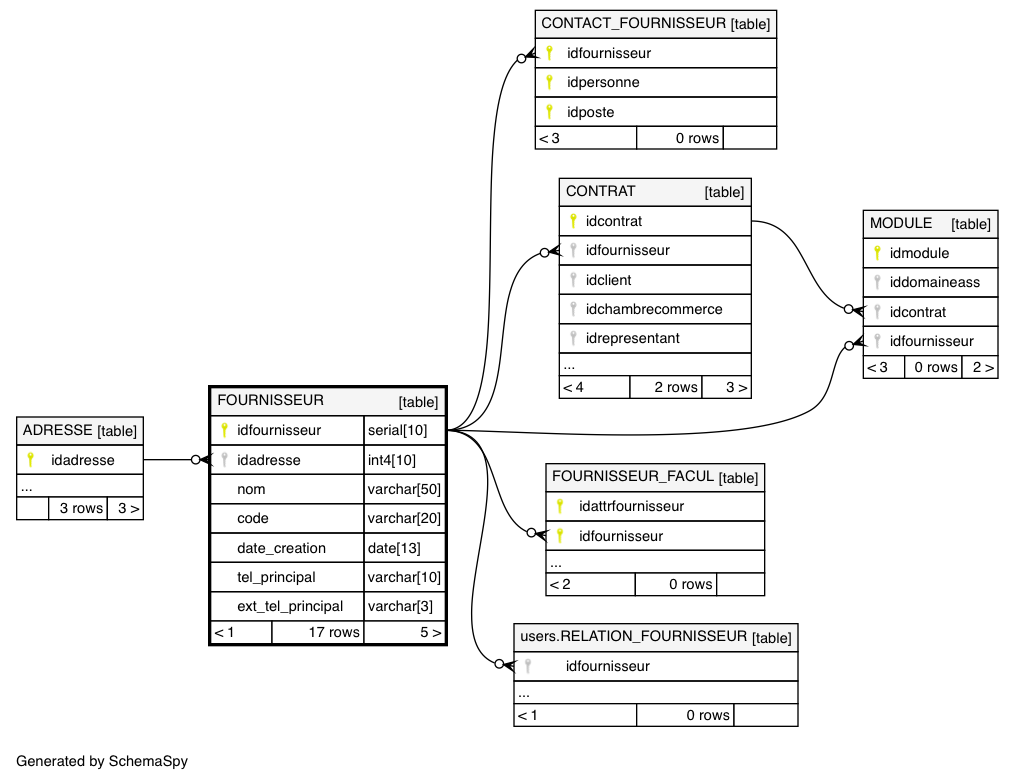 CONTACT_FOURNISSEUR [table]
idfournisseur
idpersonne
idposte
< 3 0 rows
CONTRAT [table]
idcontrat
idfournisseur
idclient
idchambrecommerce
idrepresentant
...
< 4 2 rows 3 >
MODULE [table]
idmodule
iddomaineass
idcontrat
idfournisseur
< 3 0 rows 2 >
ADRESSE [table]
idadresse
...
3 rows 3 >
FOURNISSEUR [table]
idfournisseur serial[10]
idadresse int4[10]
nom varchar[50]
code varchar[20]
date_creation date[13]
tel_principal varchar[10]
ext_tel_principal varchar[3]
< 1 17 rows 5 >
FOURNISSEUR_FACUL [table]
idattrfournisseur
idfournisseur
...
< 2 0 rows
users.RELATION_FOURNISSEUR [table]
idfournisseur
...
< 1 0 rows
Generated by SchemaSpy